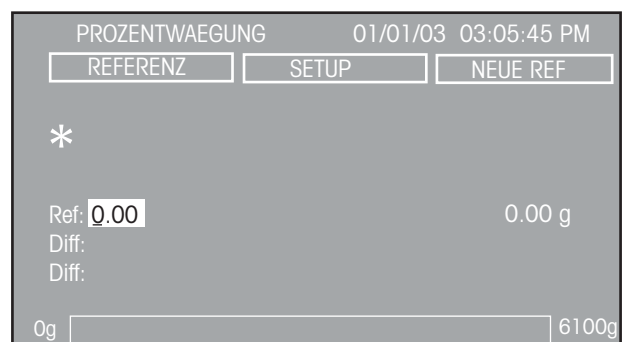 PROZENTWAEGUNG 01/01/03 03:05:45 PM
REFERENZ SETUP NEUE REF
*
Ref: 0.00 0.00 g
Diff:
Diff:
0g 6100g